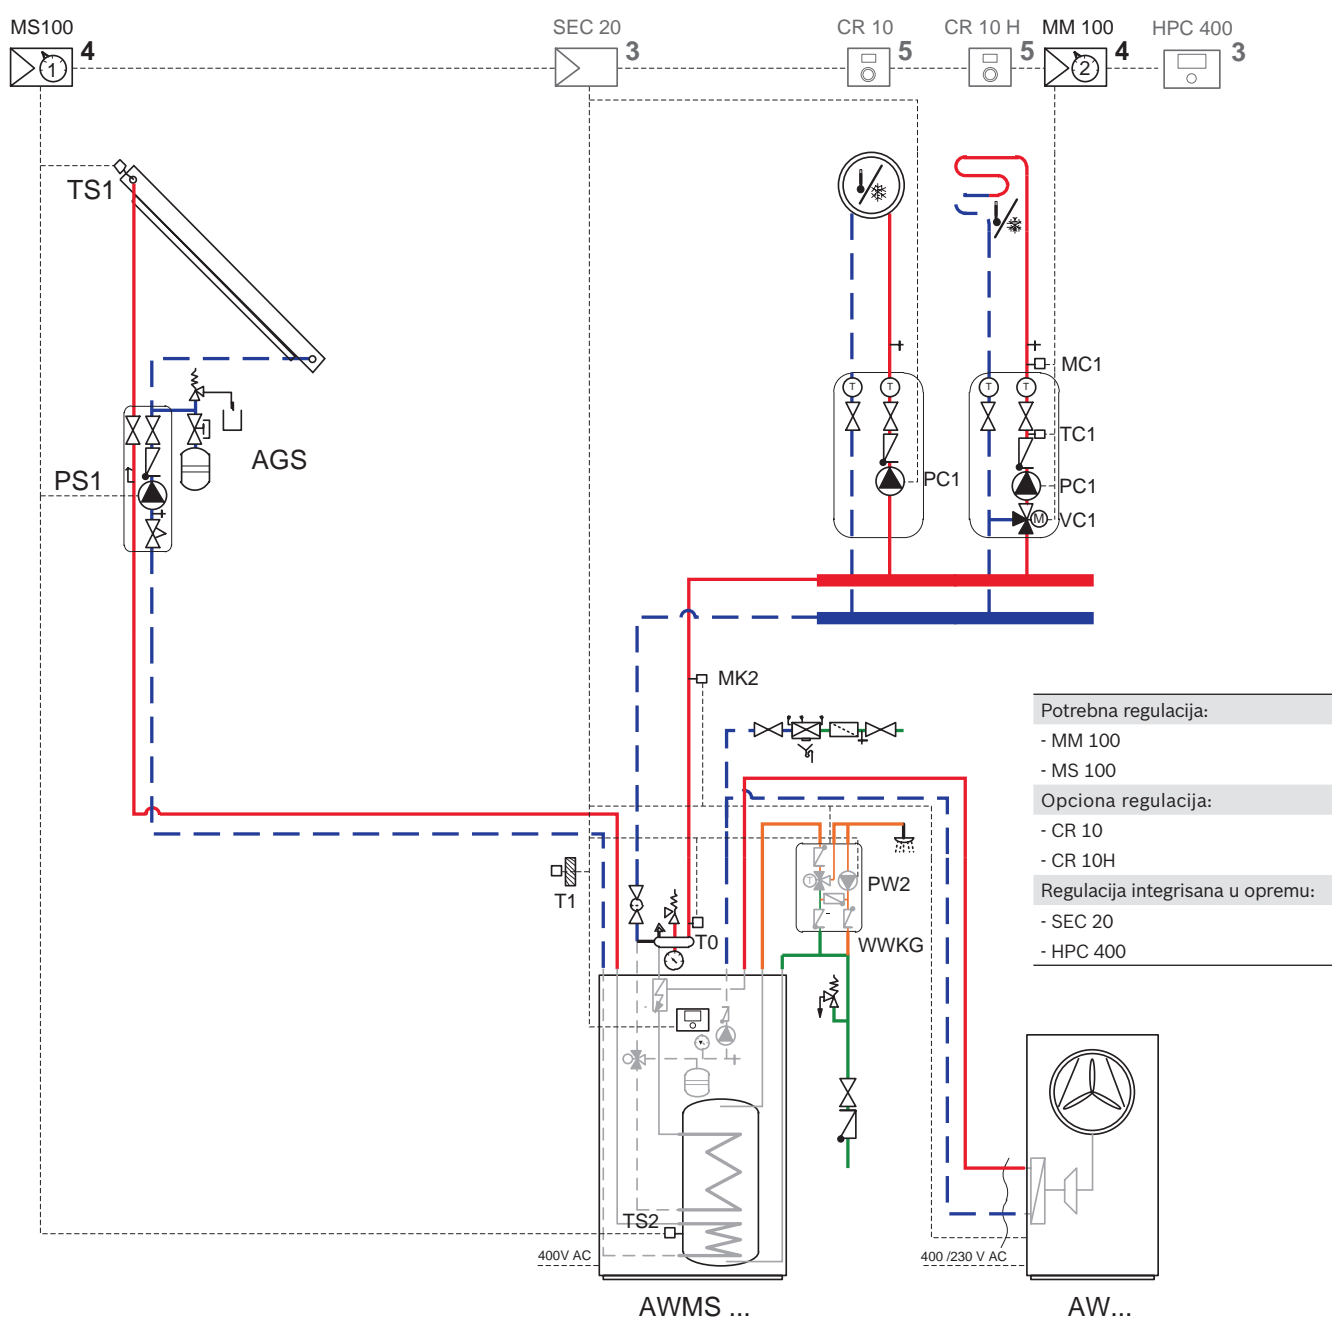 MS100
SEC 20
CR 10
CR 10 H
MM 100
HPC 400
4
3
5
5
4
3
1
2
TS1
MC1
T
T
T
T
TC1
AGS
PS1
PC1
PC1
M
VC1
MK2
Potrebna regulacija:
- MM 100
- MS 100
Opciona regulacija:
- CR 10
- CR 10H
Regulacija integrisana u opremu:
- SEC 20
- HPC 400
T
PW2
T1
T0
WWKG
TS2
400V AC
400 /230 V AC
AWMS ...
AW...